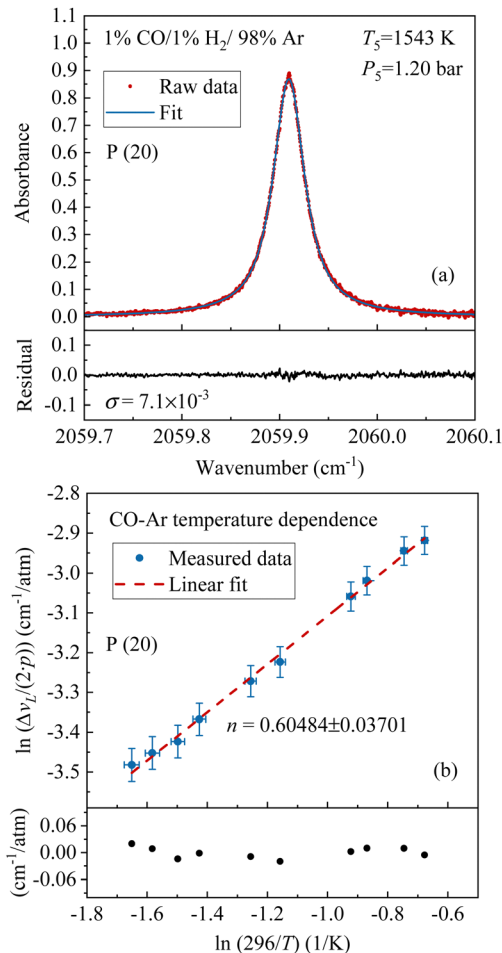 1% CO/1% H₂/ 98% Ar
T₅=1543 K
P₅=1.20 bar
Raw data
Fit
P (20)
(a)
Absorbance
0.9
0.8
0.7
0.6
0.5
0.4
0.3
0.2
0.1
0.0
Residual
0.1
0.0
-0.1
σ = 7.1×10⁻³
2059.7 2059.8 2059.9 2060.0 2060.1
Wavenumber (cm⁻¹)
CO-Ar temperature dependence
Measured data
Linear fit
P (20)
n = 0.60484±0.03701
(b)
ln (Δν_L/(2·p)) (cm⁻¹/atm)
-2.8
-2.9
-3.0
-3.1
-3.2
-3.3
-3.4
-3.5
(cm⁻¹/atm)
0.06
0.00
-0.06
-1.8 -1.6 -1.4 -1.2 -1.0 -0.8 -0.6
ln (296/T) (1/K)